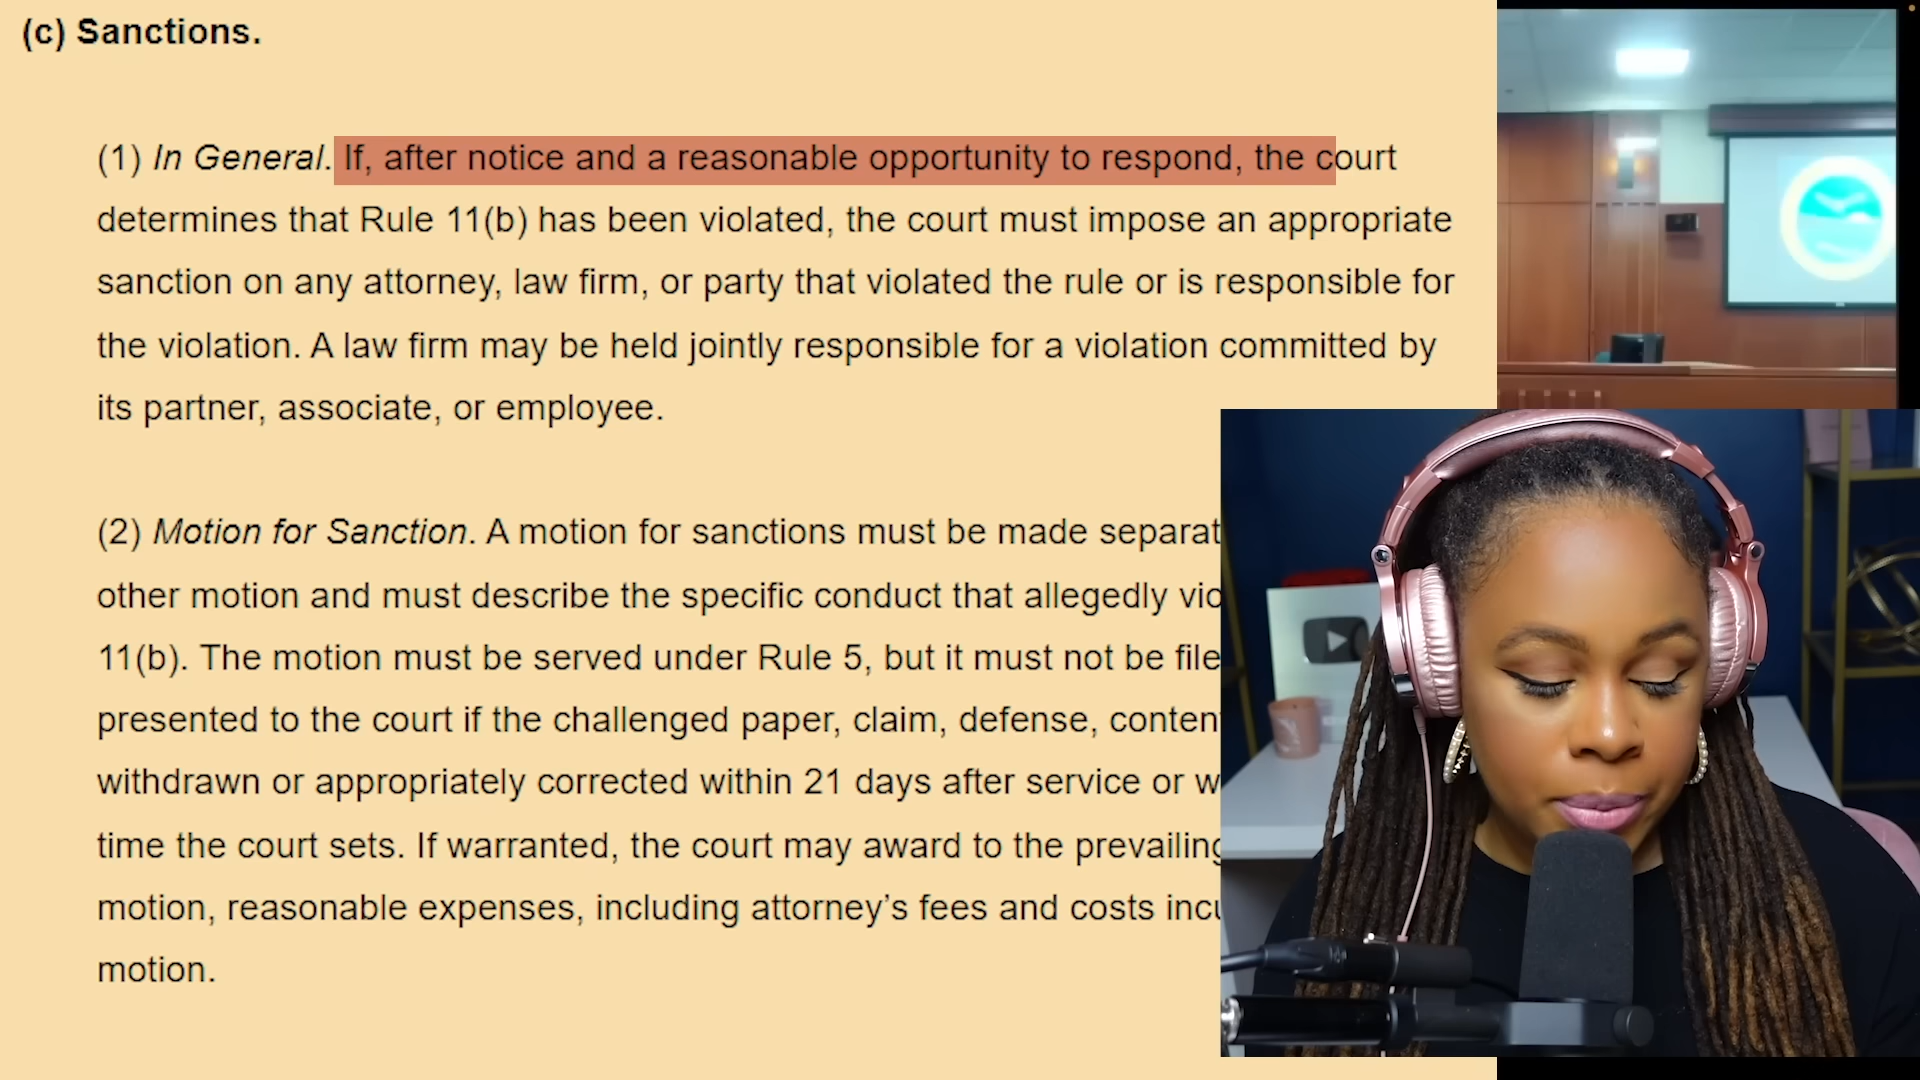 (c) Sanctions.
(1) In General. If, after notice and a reasonable opportunity to respond, the court
determines that Rule 11(b) has been violated, the court must impose an appropriate
sanction on any attorney, law firm, or party that violated the rule or is responsible for
the violation. A law firm may be held jointly responsible for a violation committed by
its partner, associate, or employee.
(2) Motion for Sanction. A motion for sanctions must be made separat
other motion and must describe the specific conduct that allegedly vio
11(b). The motion must be served under Rule 5, but it must not be file
presented to the court if the challenged paper, claim, defense, conten
withdrawn or appropriately corrected within 21 days after service or w
time the court sets. If warranted, the court may award to the prevailing
motion, reasonable expenses, including attorney’s fees and costs incu
motion.